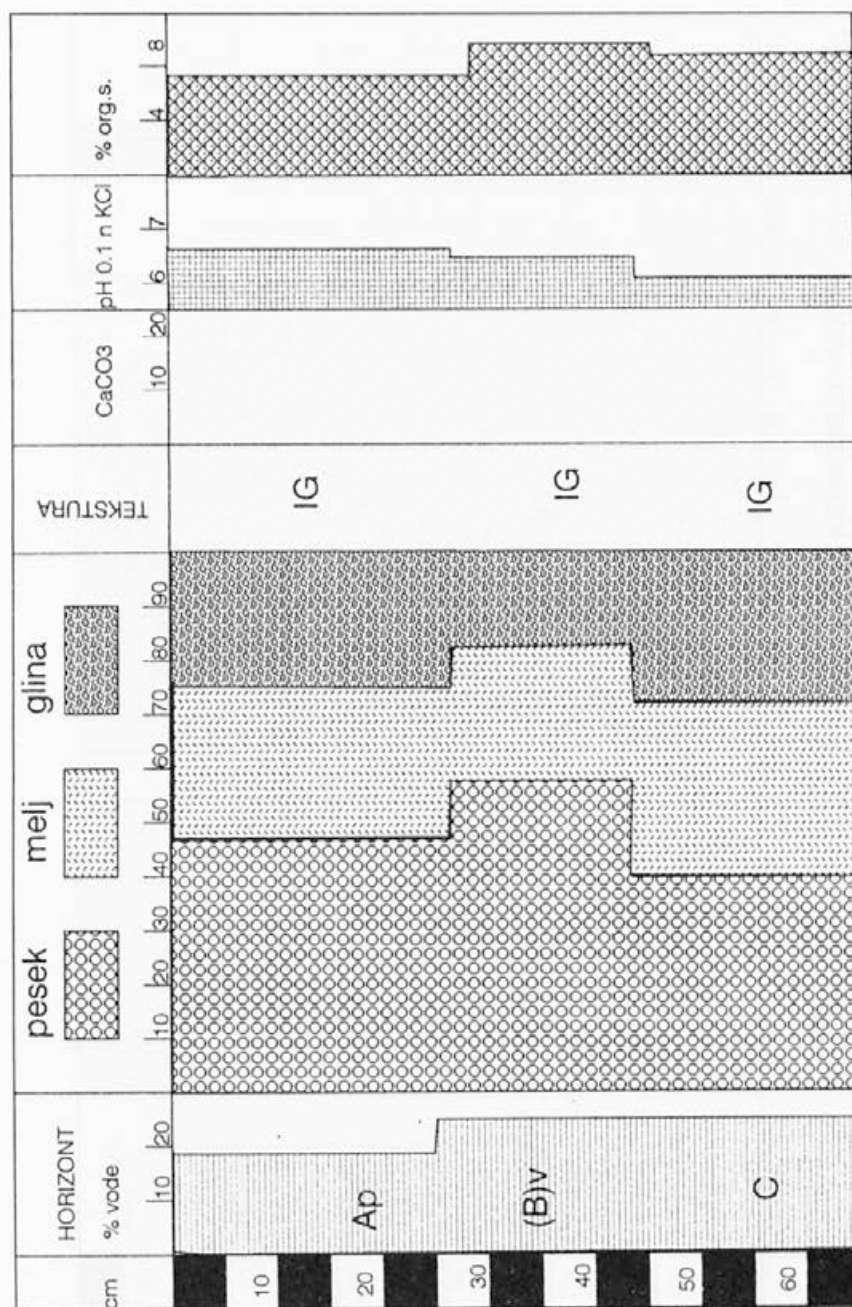 cm
HORIZONT
% vode
10 20
pesek melj glina
10 20 30 40 50 60 70 80 90
TEKSTURA
CaCO3
10 20
pH 0.1 n KCl
6 7
% org.s.
4 8
10
20
30
40
50
60
Ap
(B)v
C
IG
IG
IG